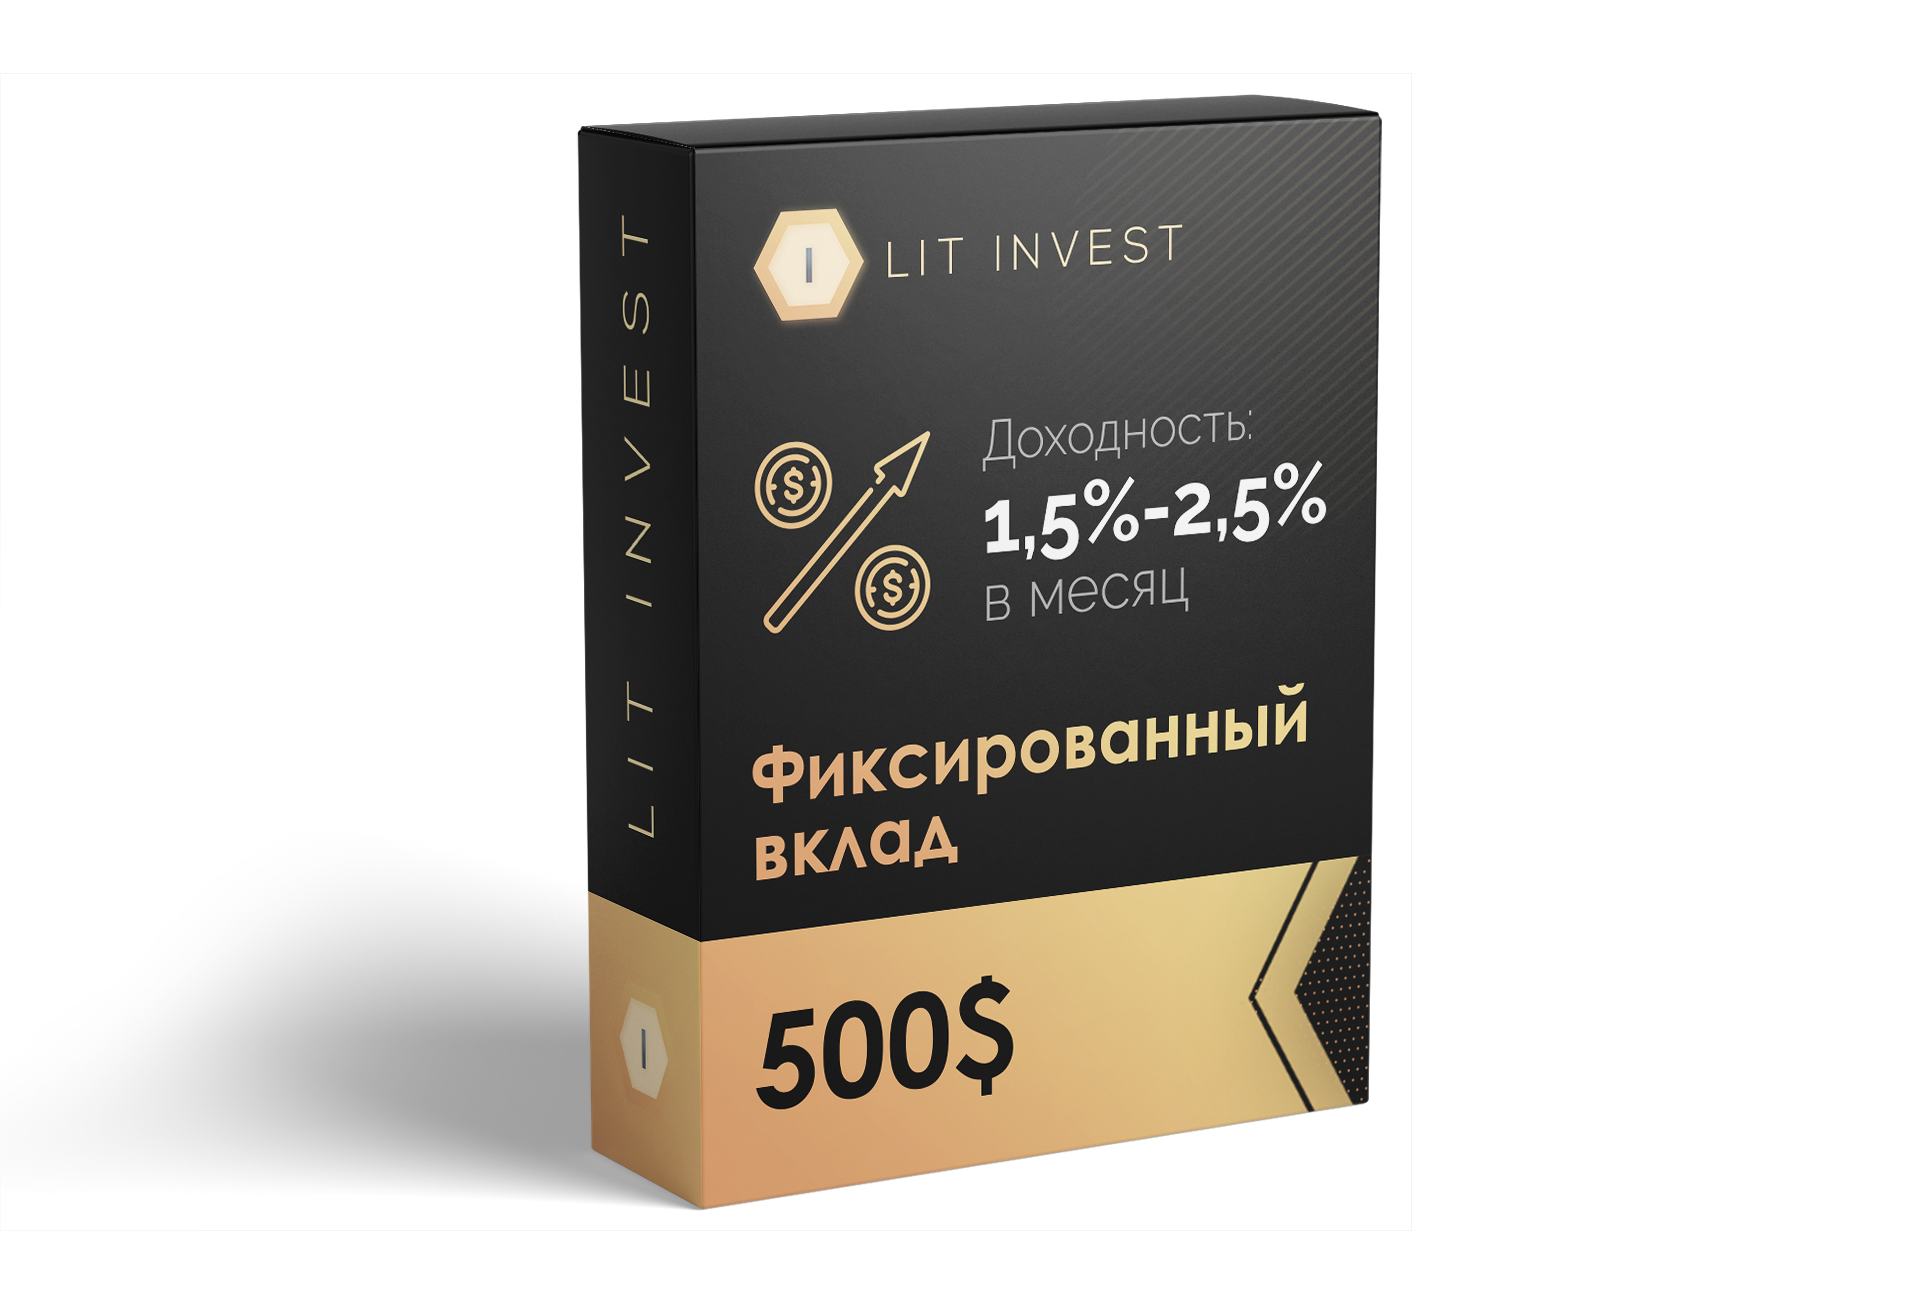 LIT INVEST
I
LIT INVEST
Доходность:
1,5%-2,5%
в месяц
Фиксированный
вклад
500$
I